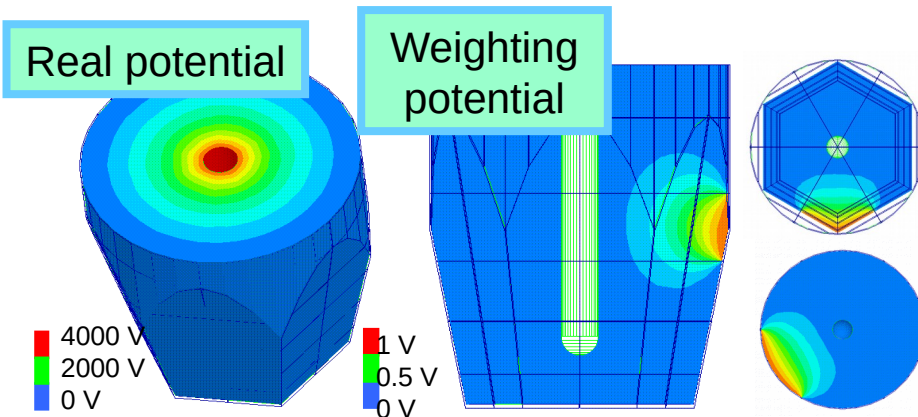 Real potential
Weighting
potential
4000 V
2000 V
0 V
1 V
0.5 V
0 V